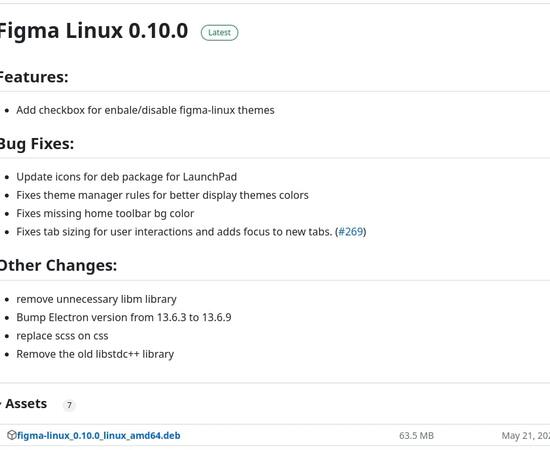 Figma Linux 0.10.0 Latest
Features:
Add checkbox for enbale/disable figma-linux themes
Bug Fixes:
Update icons for deb package for LaunchPad
Fixes theme manager rules for better display themes colors
Fixes missing home toolbar bg color
Fixes tab sizing for user interactions and adds focus to new tabs. (#269)
Other Changes:
remove unnecessary libm library
Bump Electron version from 13.6.3 to 13.6.9
replace scss on css
Remove the old libstdc++ library
Assets 7
figma-linux_0.10.0_linux_amd64.deb 63.5 MB May 21,